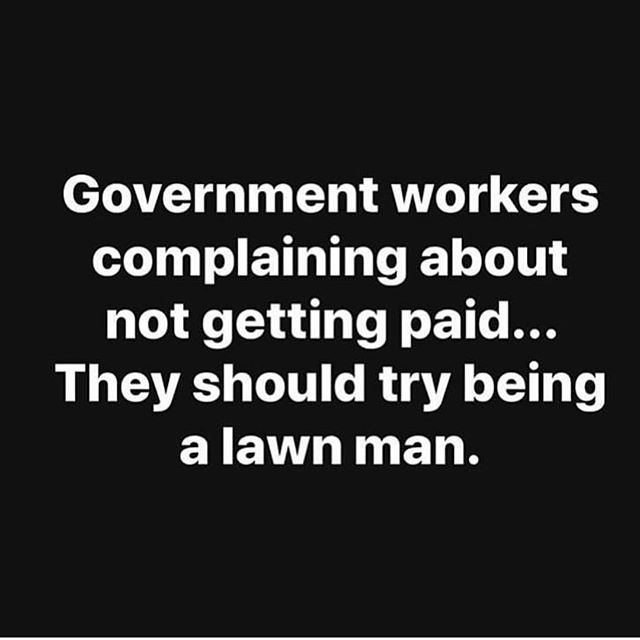 Government workers
complaining about
not getting paid...
They should try being
a lawn man.